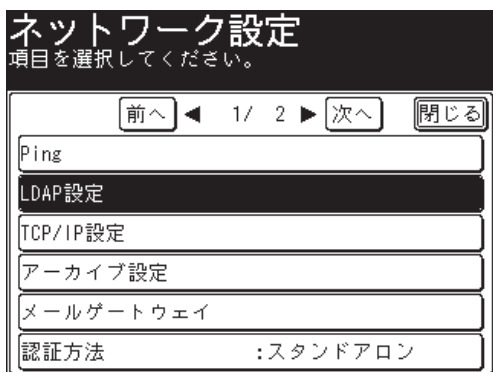 ネットワーク設定
項目を選択してください。
前へ ◀ 1/ 2 ▶ 次へ 閉じる
Ping
LDAP設定
TCP/IP設定
アーカイブ設定
メールゲートウェイ
認証方法 :スタンドアロン